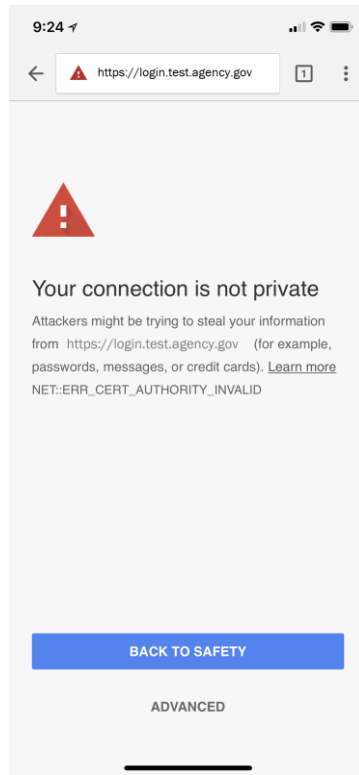 9:24
https://login.test.agency.gov
1
Your connection is not private
Attackers might be trying to steal your information
from https://login.test.agency.gov (for example,
passwords, messages, or credit cards). Learn more
NET::ERR_CERT_AUTHORITY_INVALID
BACK TO SAFETY
ADVANCED